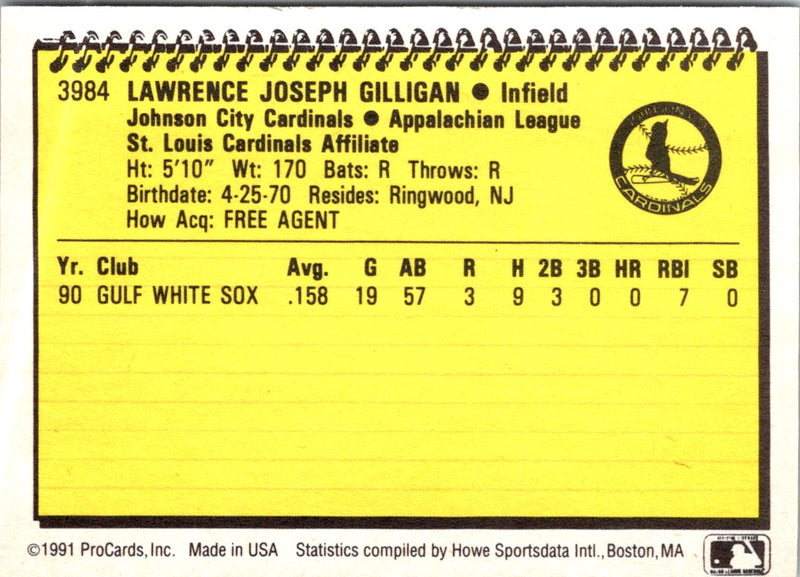 3984 LAWRENCE JOSEPH GILLIGAN ● Infield
Johnson City Cardinals ● Appalachian League
St. Louis Cardinals Affiliate
Ht: 5'10" Wt: 170 Bats: R Throws: R
Birthdate: 4-25-70 Resides: Ringwood, NJ
How Acq: FREE AGENT
CARDINALS
Yr. Club Avg. G AB R H 2B 3B HR RBI SB
90 GULF WHITE SOX .158 19 57 3 9 3 0 0 7 0
©1991 ProCards, Inc. Made in USA Statistics compiled by Howe Sportsdata Intl., Boston, MA